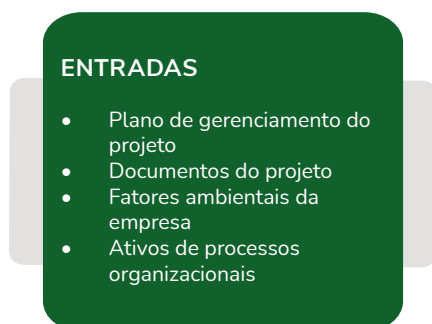 ENTRADAS
• Plano de gerenciamento do
projeto
• Documentos do projeto
• Fatores ambientais da
empresa
• Ativos de processos
organizacionais